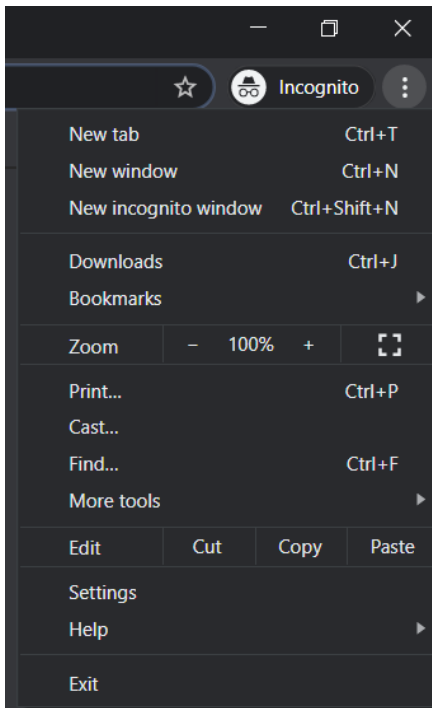 Incognito
New tab Ctrl+T
New window Ctrl+N
New incognito window Ctrl+Shift+N
Downloads Ctrl+J
Bookmarks
Zoom − 100% +
Print... Ctrl+P
Cast...
Find... Ctrl+F
More tools
Edit Cut Copy Paste
Settings
Help
Exit